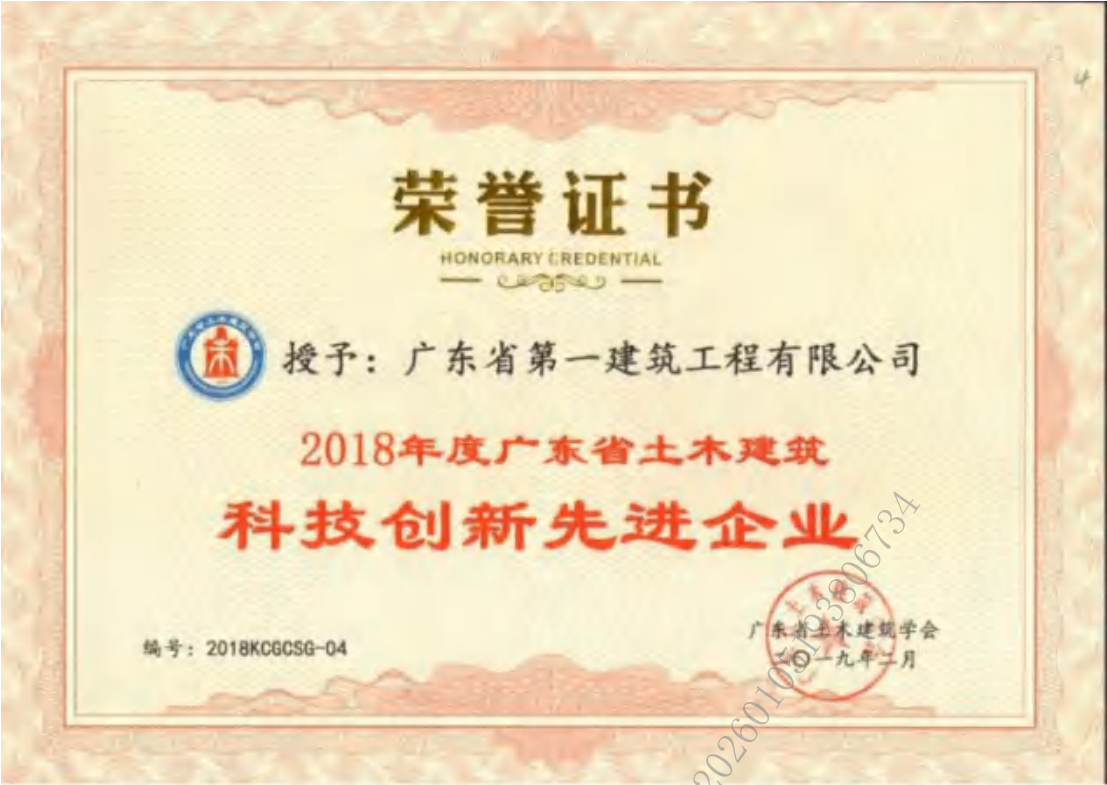 4
荣誉证书
HONORARY CREDENTIAL
授予：广东省第一建筑工程有限公司
2018年度广东省土木建筑
科技创新先进企业
编号：2018KCGCSG-04
广东省土木建筑学会
二〇一九年二月